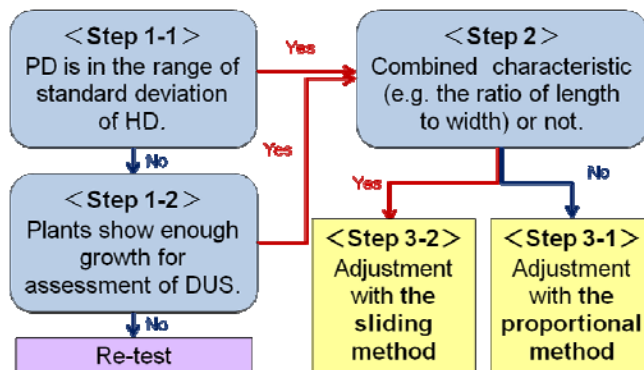 <Step 1-1>
PD is in the range of
standard deviation
of HD.
Yes
<Step 2>
Combined characteristic
(e.g. the ratio of length
to width) or not.
No
Yes
<Step 1-2>
Plants show enough
growth for
assessment of DUS.
Yes
No
<Step 3-2>
Adjustment
with the
sliding
method
<Step 3-1>
Adjustment
with the
proportional
method
No
Re-test